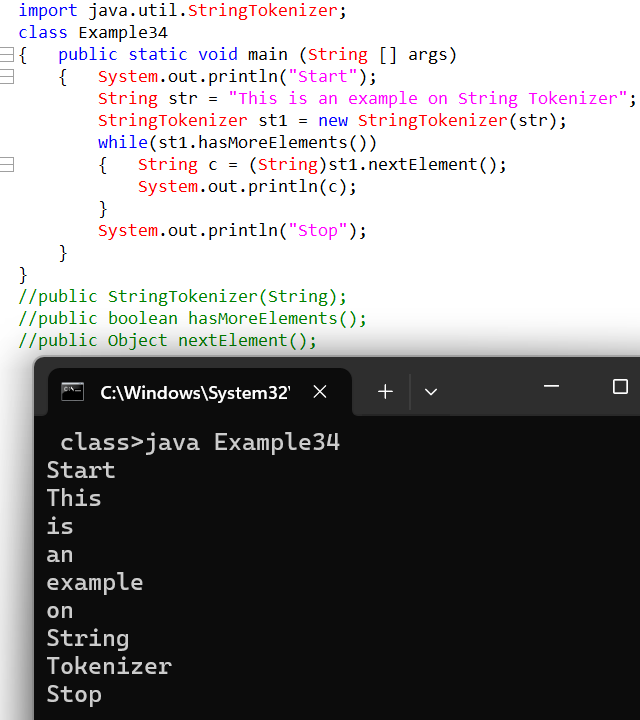 import java.util.StringTokenizer;
class Example34
{   public static void main (String [] args)
    {   System.out.println("Start");
        String str = "This is an example on String Tokenizer";
        StringTokenizer st1 = new StringTokenizer(str);
        while(st1.hasMoreElements())
        {   String c = (String)st1.nextElement();
            System.out.println(c);
        }
        System.out.println("Stop");
    }
}
//public StringTokenizer(String);
//public boolean hasMoreElements();
//public Object nextElement();
C:\Windows\System32\
class>java Example34
Start
This
is
an
example
on
String
Tokenizer
Stop